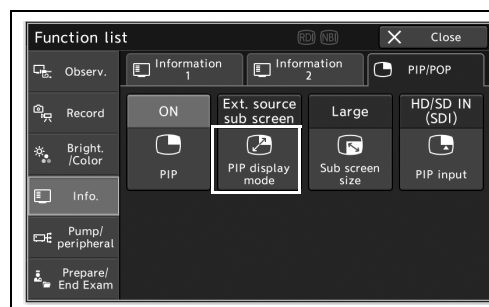 Function list
RDI NBI
Close
Observ.
Record
Bright.
/Color
Info.
Pump/
peripheral
Prepare/
End Exam
Information
1
Information
2
PIP/POP
ON
PIP
Ext. source
sub screen
PIP display
mode
Large
Sub screen
size
HD/SD IN
(SDI)
PIP input